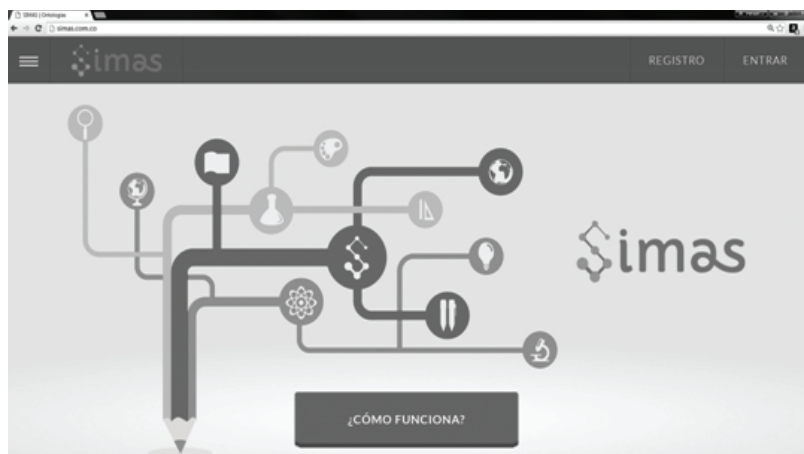 SIMAS | Ontologías
simas.com.co
Simas
REGISTRO
ENTRAR
Simas
¿CÓMO FUNCIONA?